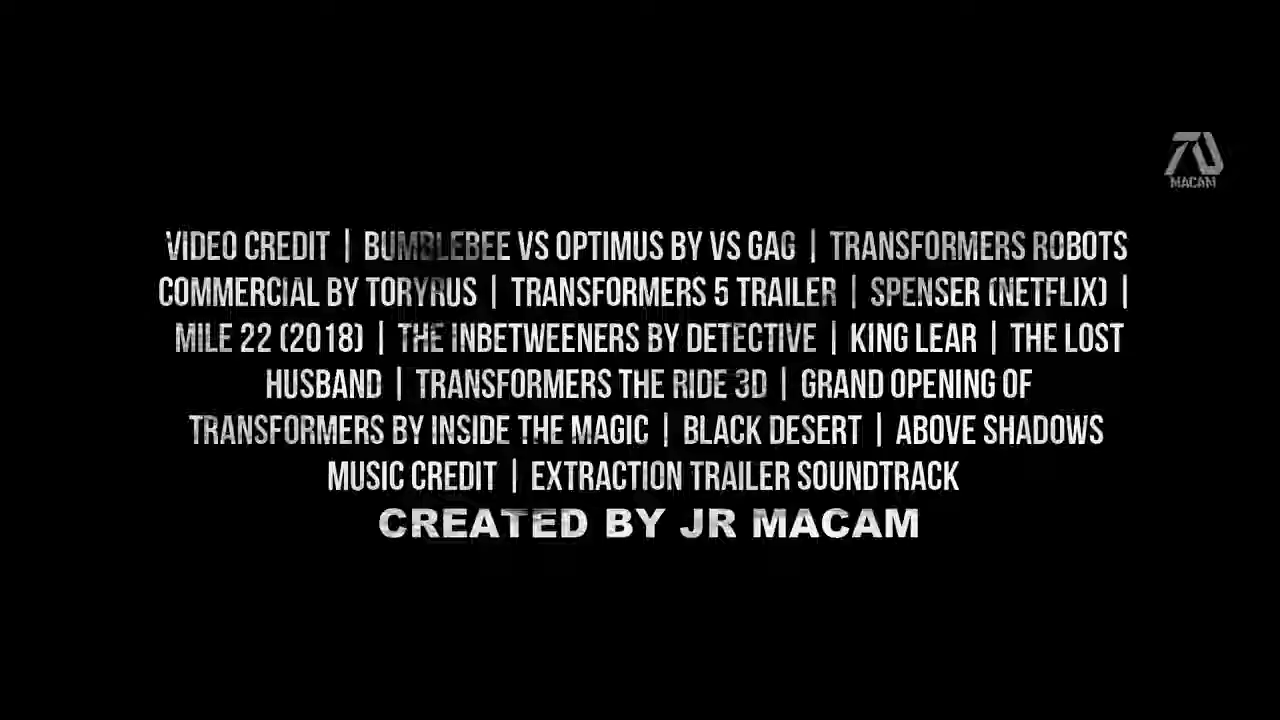 MACAM
VIDEO CREDIT | BUMBLEBEE VS OPTIMUS BY VS GAG | TRANSFORMERS ROBOTS
COMMERCIAL BY TORYRUS | TRANSFORMERS 5 TRAILER | SPENSER (NETFLIX) |
MILE 22 (2018) | THE INBETWEENERS BY DETECTIVE | KING LEAR | THE LOST
HUSBAND | TRANSFORMERS THE RIDE 3D | GRAND OPENING OF
TRANSFORMERS BY INSIDE THE MAGIC | BLACK DESERT | ABOVE SHADOWS
MUSIC CREDIT | EXTRACTION TRAILER SOUNDTRACK
CREATED BY JR MACAM